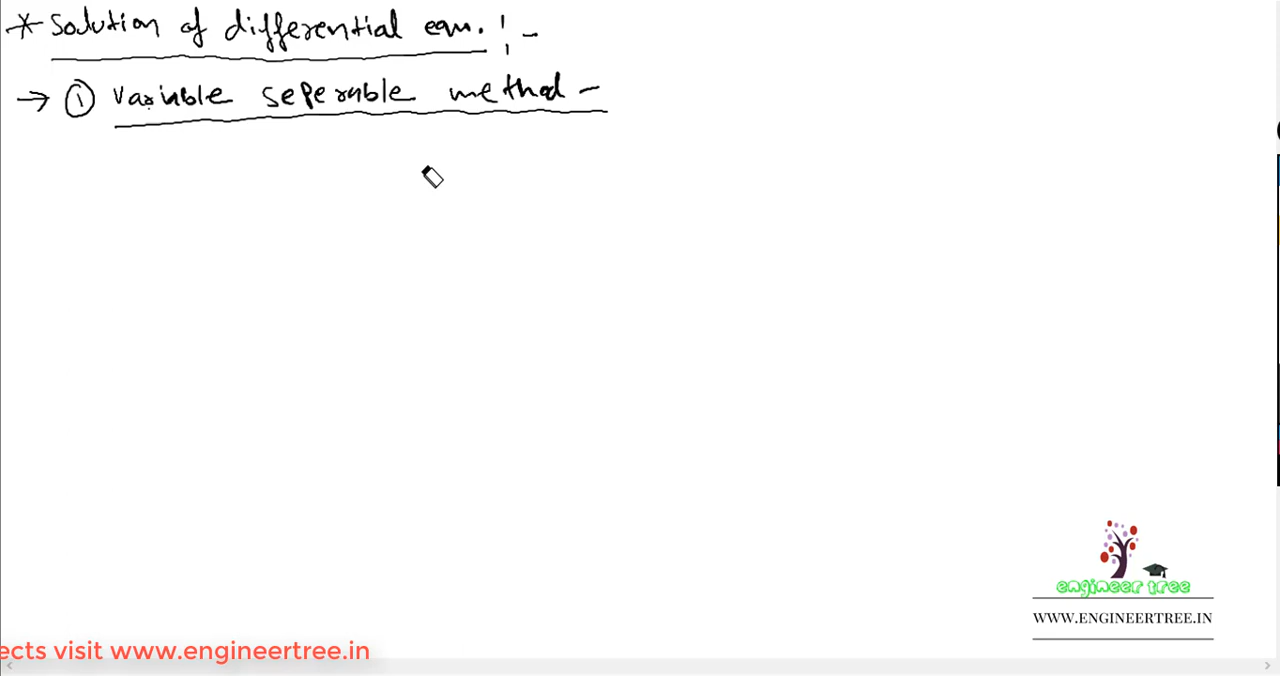 * Solution of differential eqn. :-
→ ① Variable seperable method -
engineer tree
WWW.ENGINEERTREE.IN
ects visit www.engineertree.in